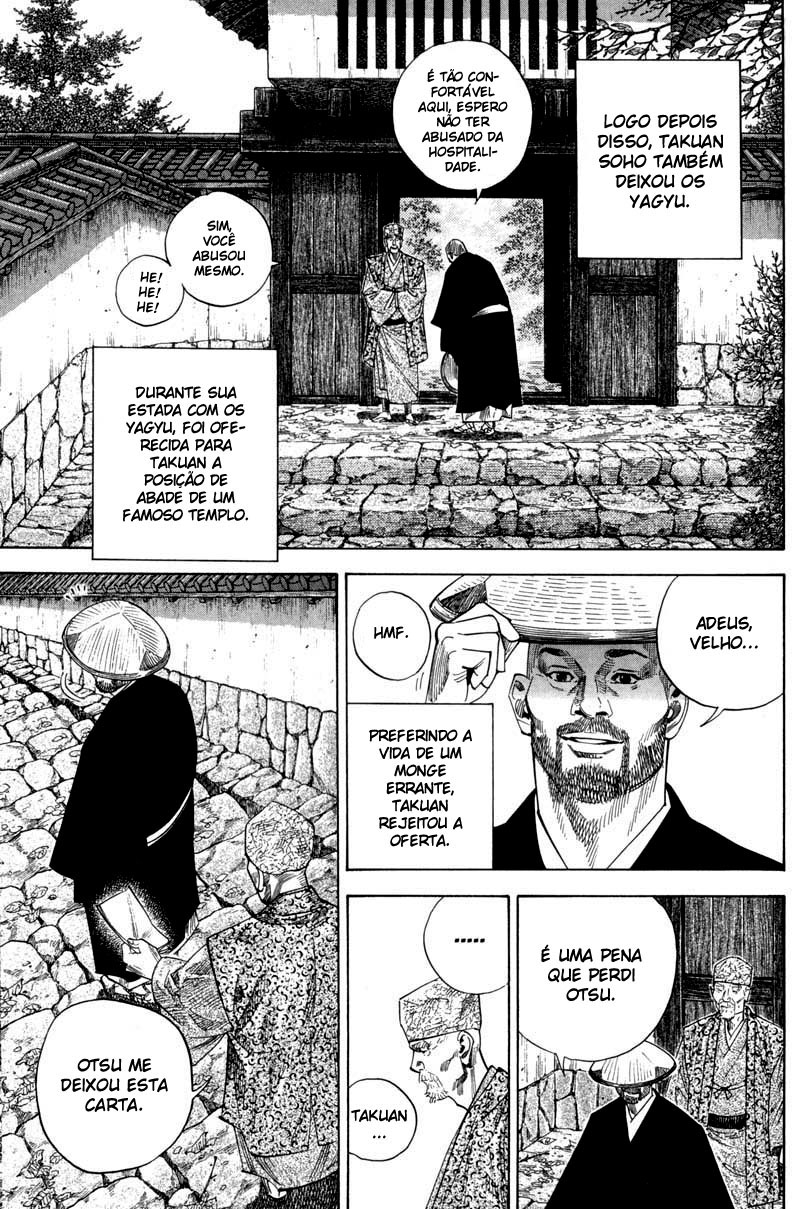 LOGO DEPOIS
DISSO, TAKUAN
SOHO TAMBÉM
DEIXOU OS
YAGYU.
É TÃO CON-
FORTÁVEL
AQUI, ESPERO
NÃO TER
ABUSADO DA
HOSPITALI-
DADE.
SIM,
VOCÊ
ABUSOU
MESMO.
HE!
HE!
HE!
DURANTE SUA
ESTADA COM OS
YAGYU, FOI OFE-
RECIDA PARA
TAKUAN A
POSIÇÃO DE
ABADE DE UM
FAMOSO TEMPLO.
ADEUS,
VELHO...
HMF.
PREFERINDO A
VIDA DE UM
MONGE
ERRANTE,
TAKUAN
REJEITOU A
OFERTA.
É UMA PENA
QUE PERDI
OTSU.
.....
TAKUAN
...
OTSU ME
DEIXOU ESTA
CARTA.